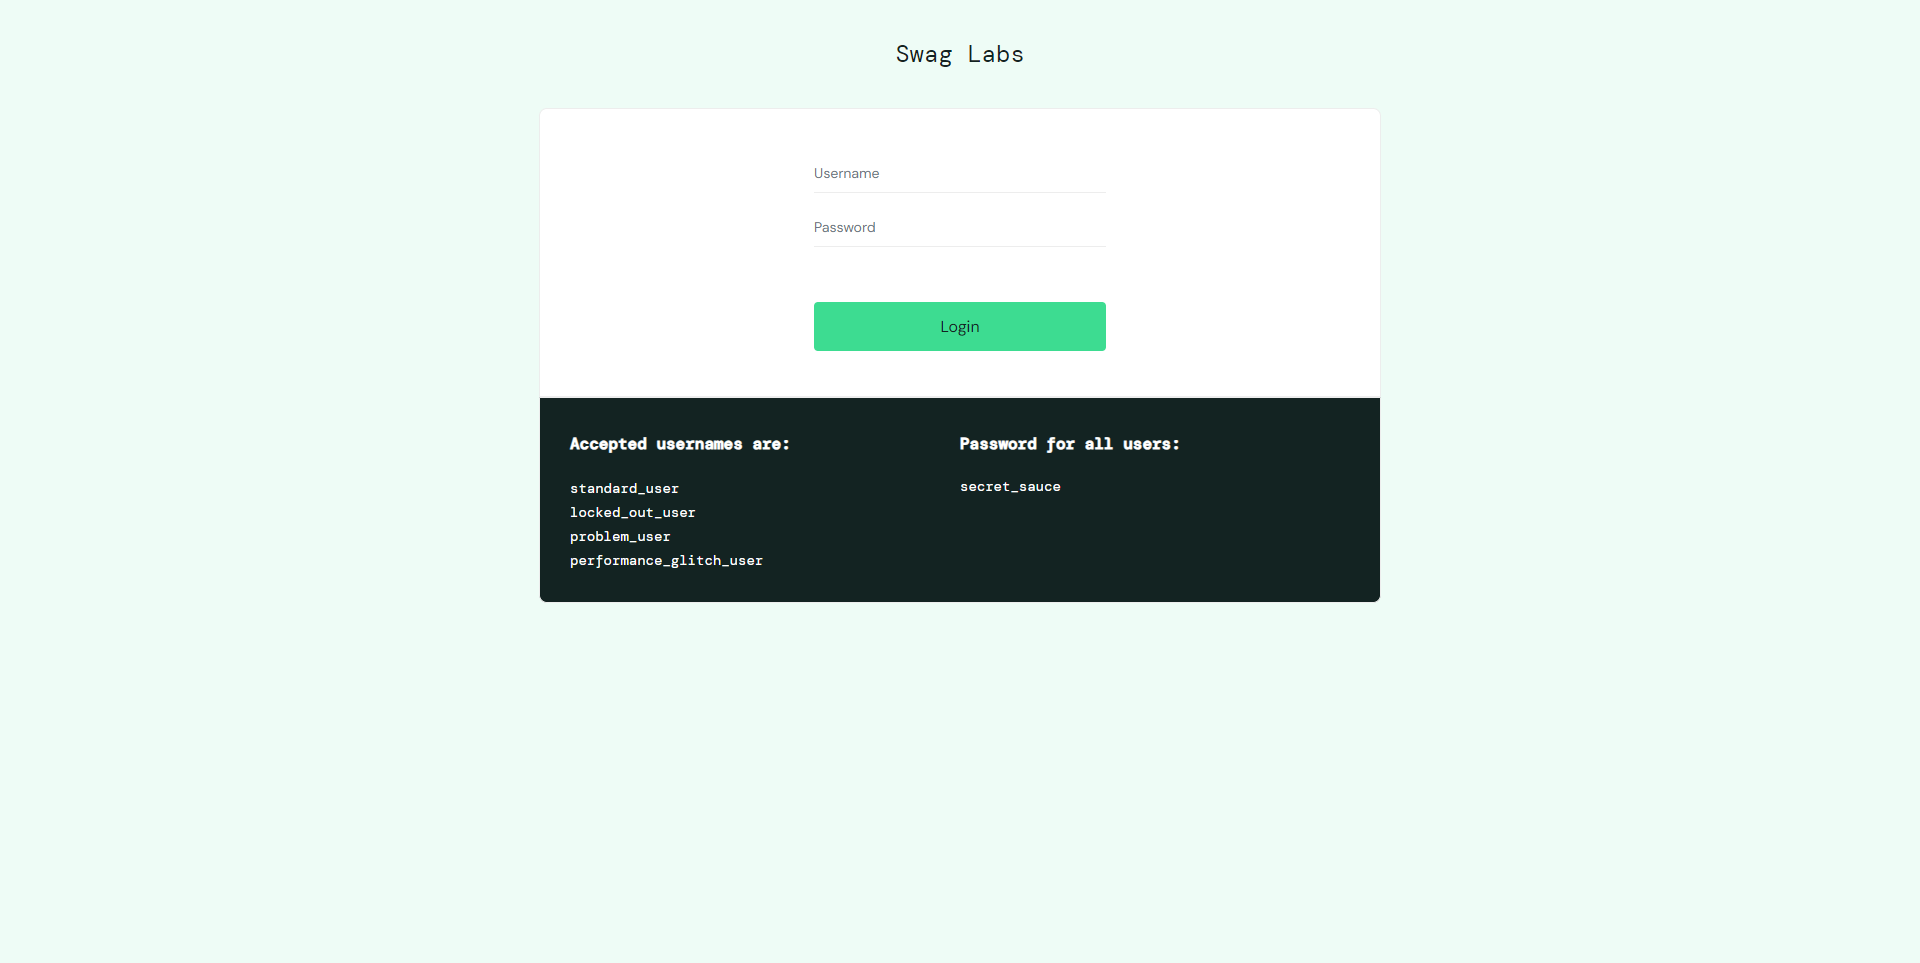 Swag Labs
Username
Password
Login
Accepted usernames are:
standard_user
locked_out_user
problem_user
performance_glitch_user
Password for all users:
secret_sauce